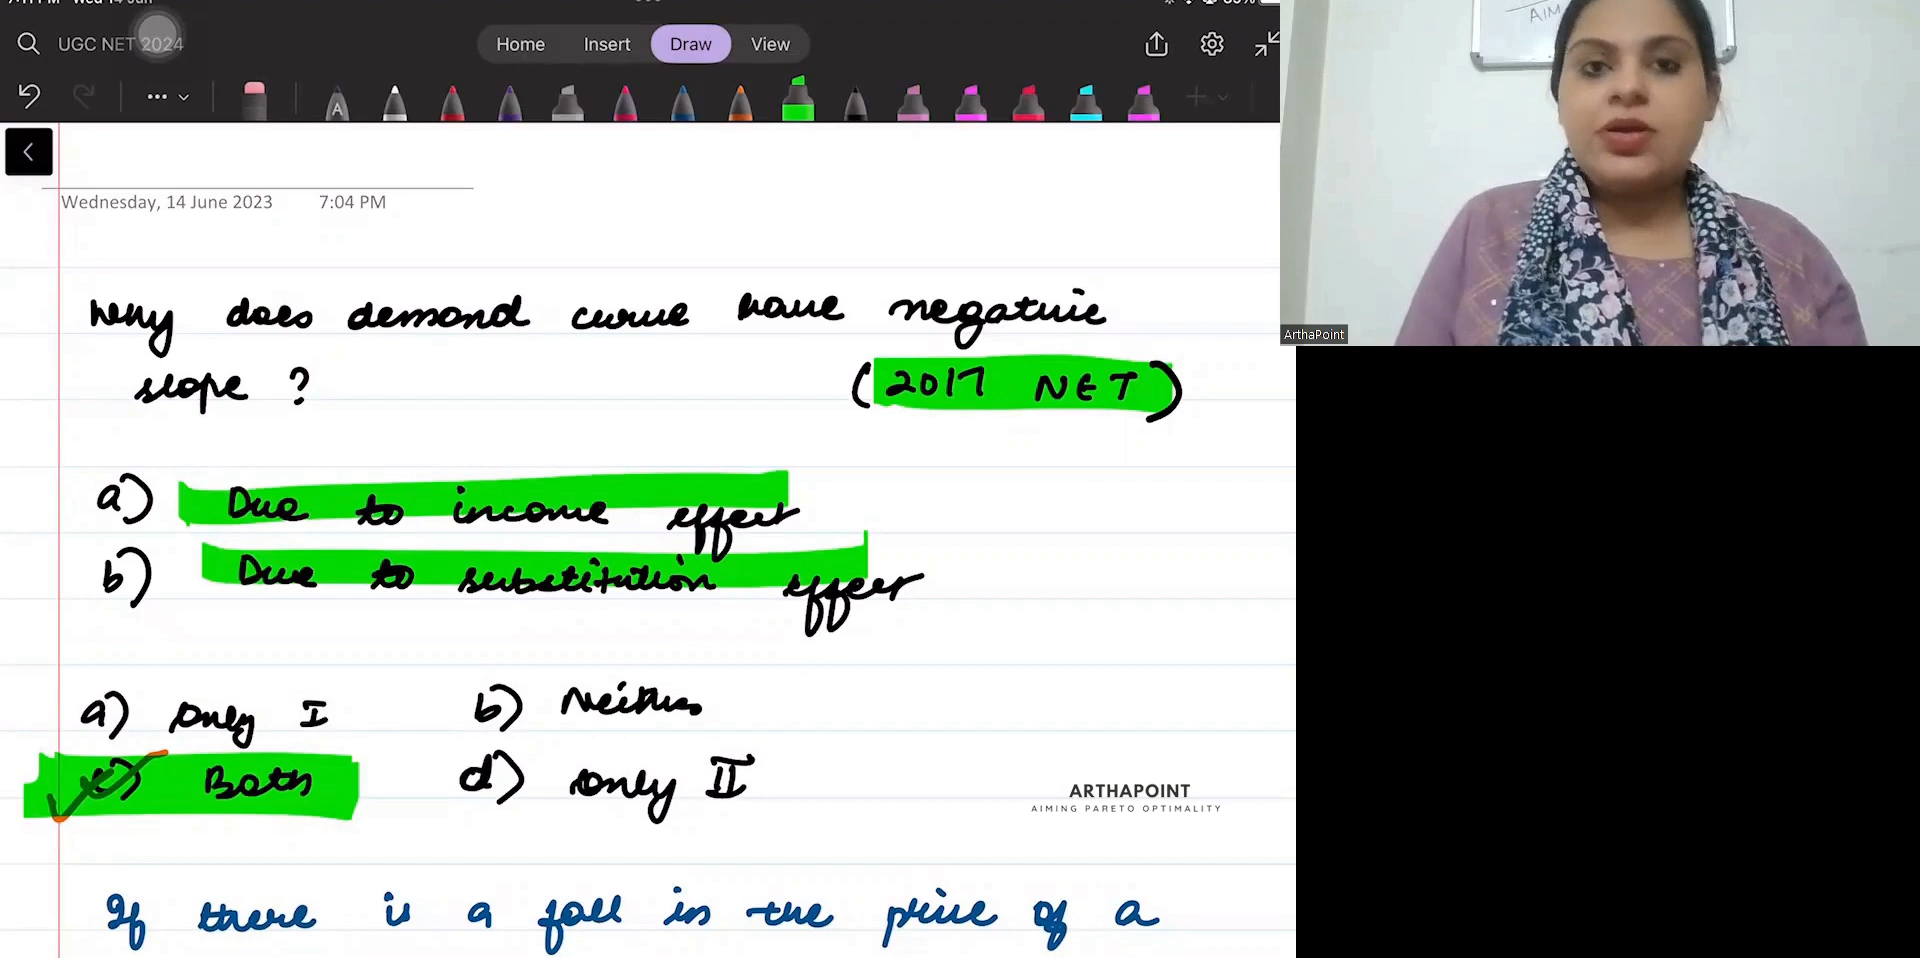 UGC NET 2024
Home Insert Draw View
A
Wednesday, 14 June 2023 7:04 PM
why does demand curve have negative
slope ? (2017 NET)
a) Due to income effect
b) Due to substitution effect
a) only I b) Neither
c) Both d) only II
ARTHAPOINT
AIMING PARETO OPTIMALITY
If there is a fall in the price of a
AIM
ArthaPoint